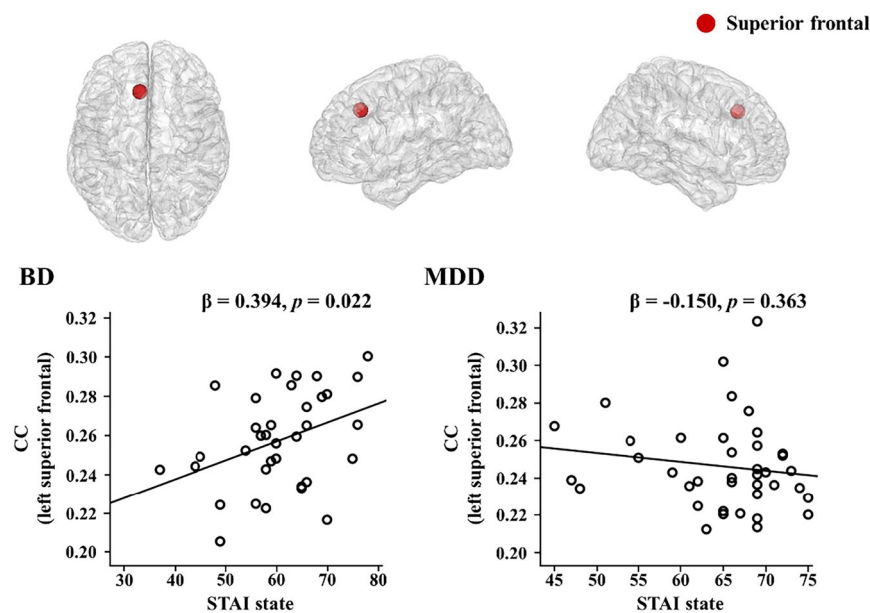 Superior frontal
BD
β = 0.394, p = 0.022
CC
(left superior frontal)
0.32
0.30
0.28
0.26
0.24
0.22
0.20
30 40 50 60 70 80
STAI state
MDD
β = -0.150, p = 0.363
CC
(left superior frontal)
0.32
0.30
0.28
0.26
0.24
0.22
0.20
45 50 55 60 65 70 75
STAI state